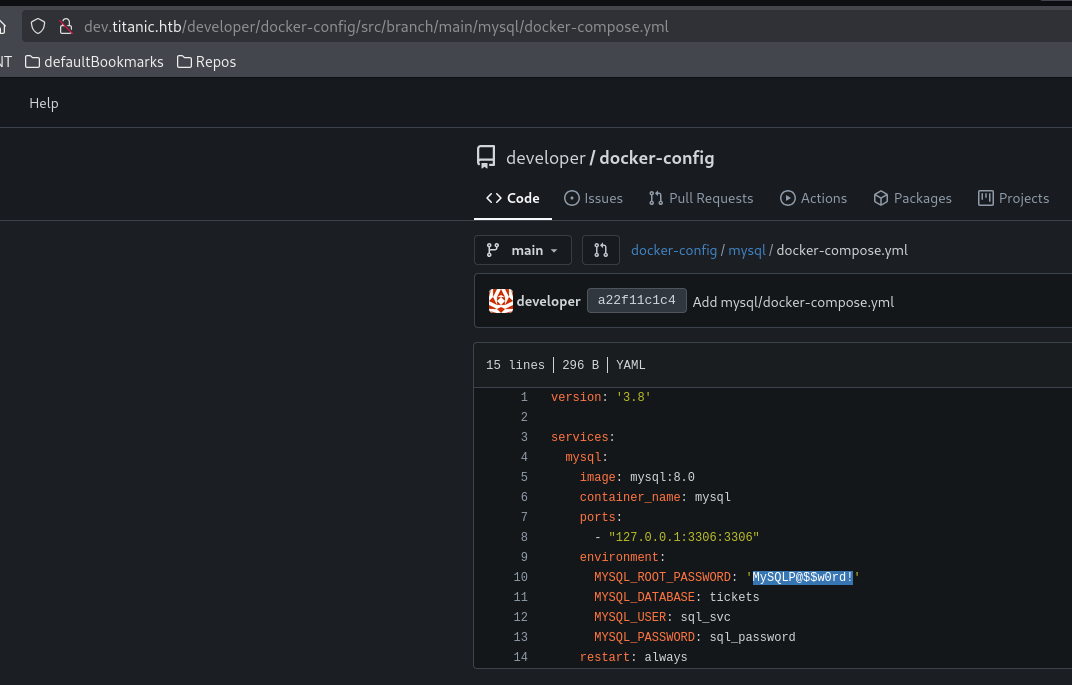 dev.titanic.htb/developer/docker-config/src/branch/main/mysql/docker-compose.yml
defaultBookmarks Repos
Help
developer / docker-config
Code Issues Pull Requests Actions Packages Projects
main docker-config / mysql / docker-compose.yml
developer a22f11c1c4 Add mysql/docker-compose.yml
15 lines 296 B YAML
1 version: '3.8'
2
3 services:
4   mysql:
5     image: mysql:8.0
6     container_name: mysql
7     ports:
8       - "127.0.0.1:3306:3306"
9     environment:
10       MYSQL_ROOT_PASSWORD: 'MySQLP@$$w0rd!'
11       MYSQL_DATABASE: tickets
12       MYSQL_USER: sql_svc
13       MYSQL_PASSWORD: sql_password
14     restart: always